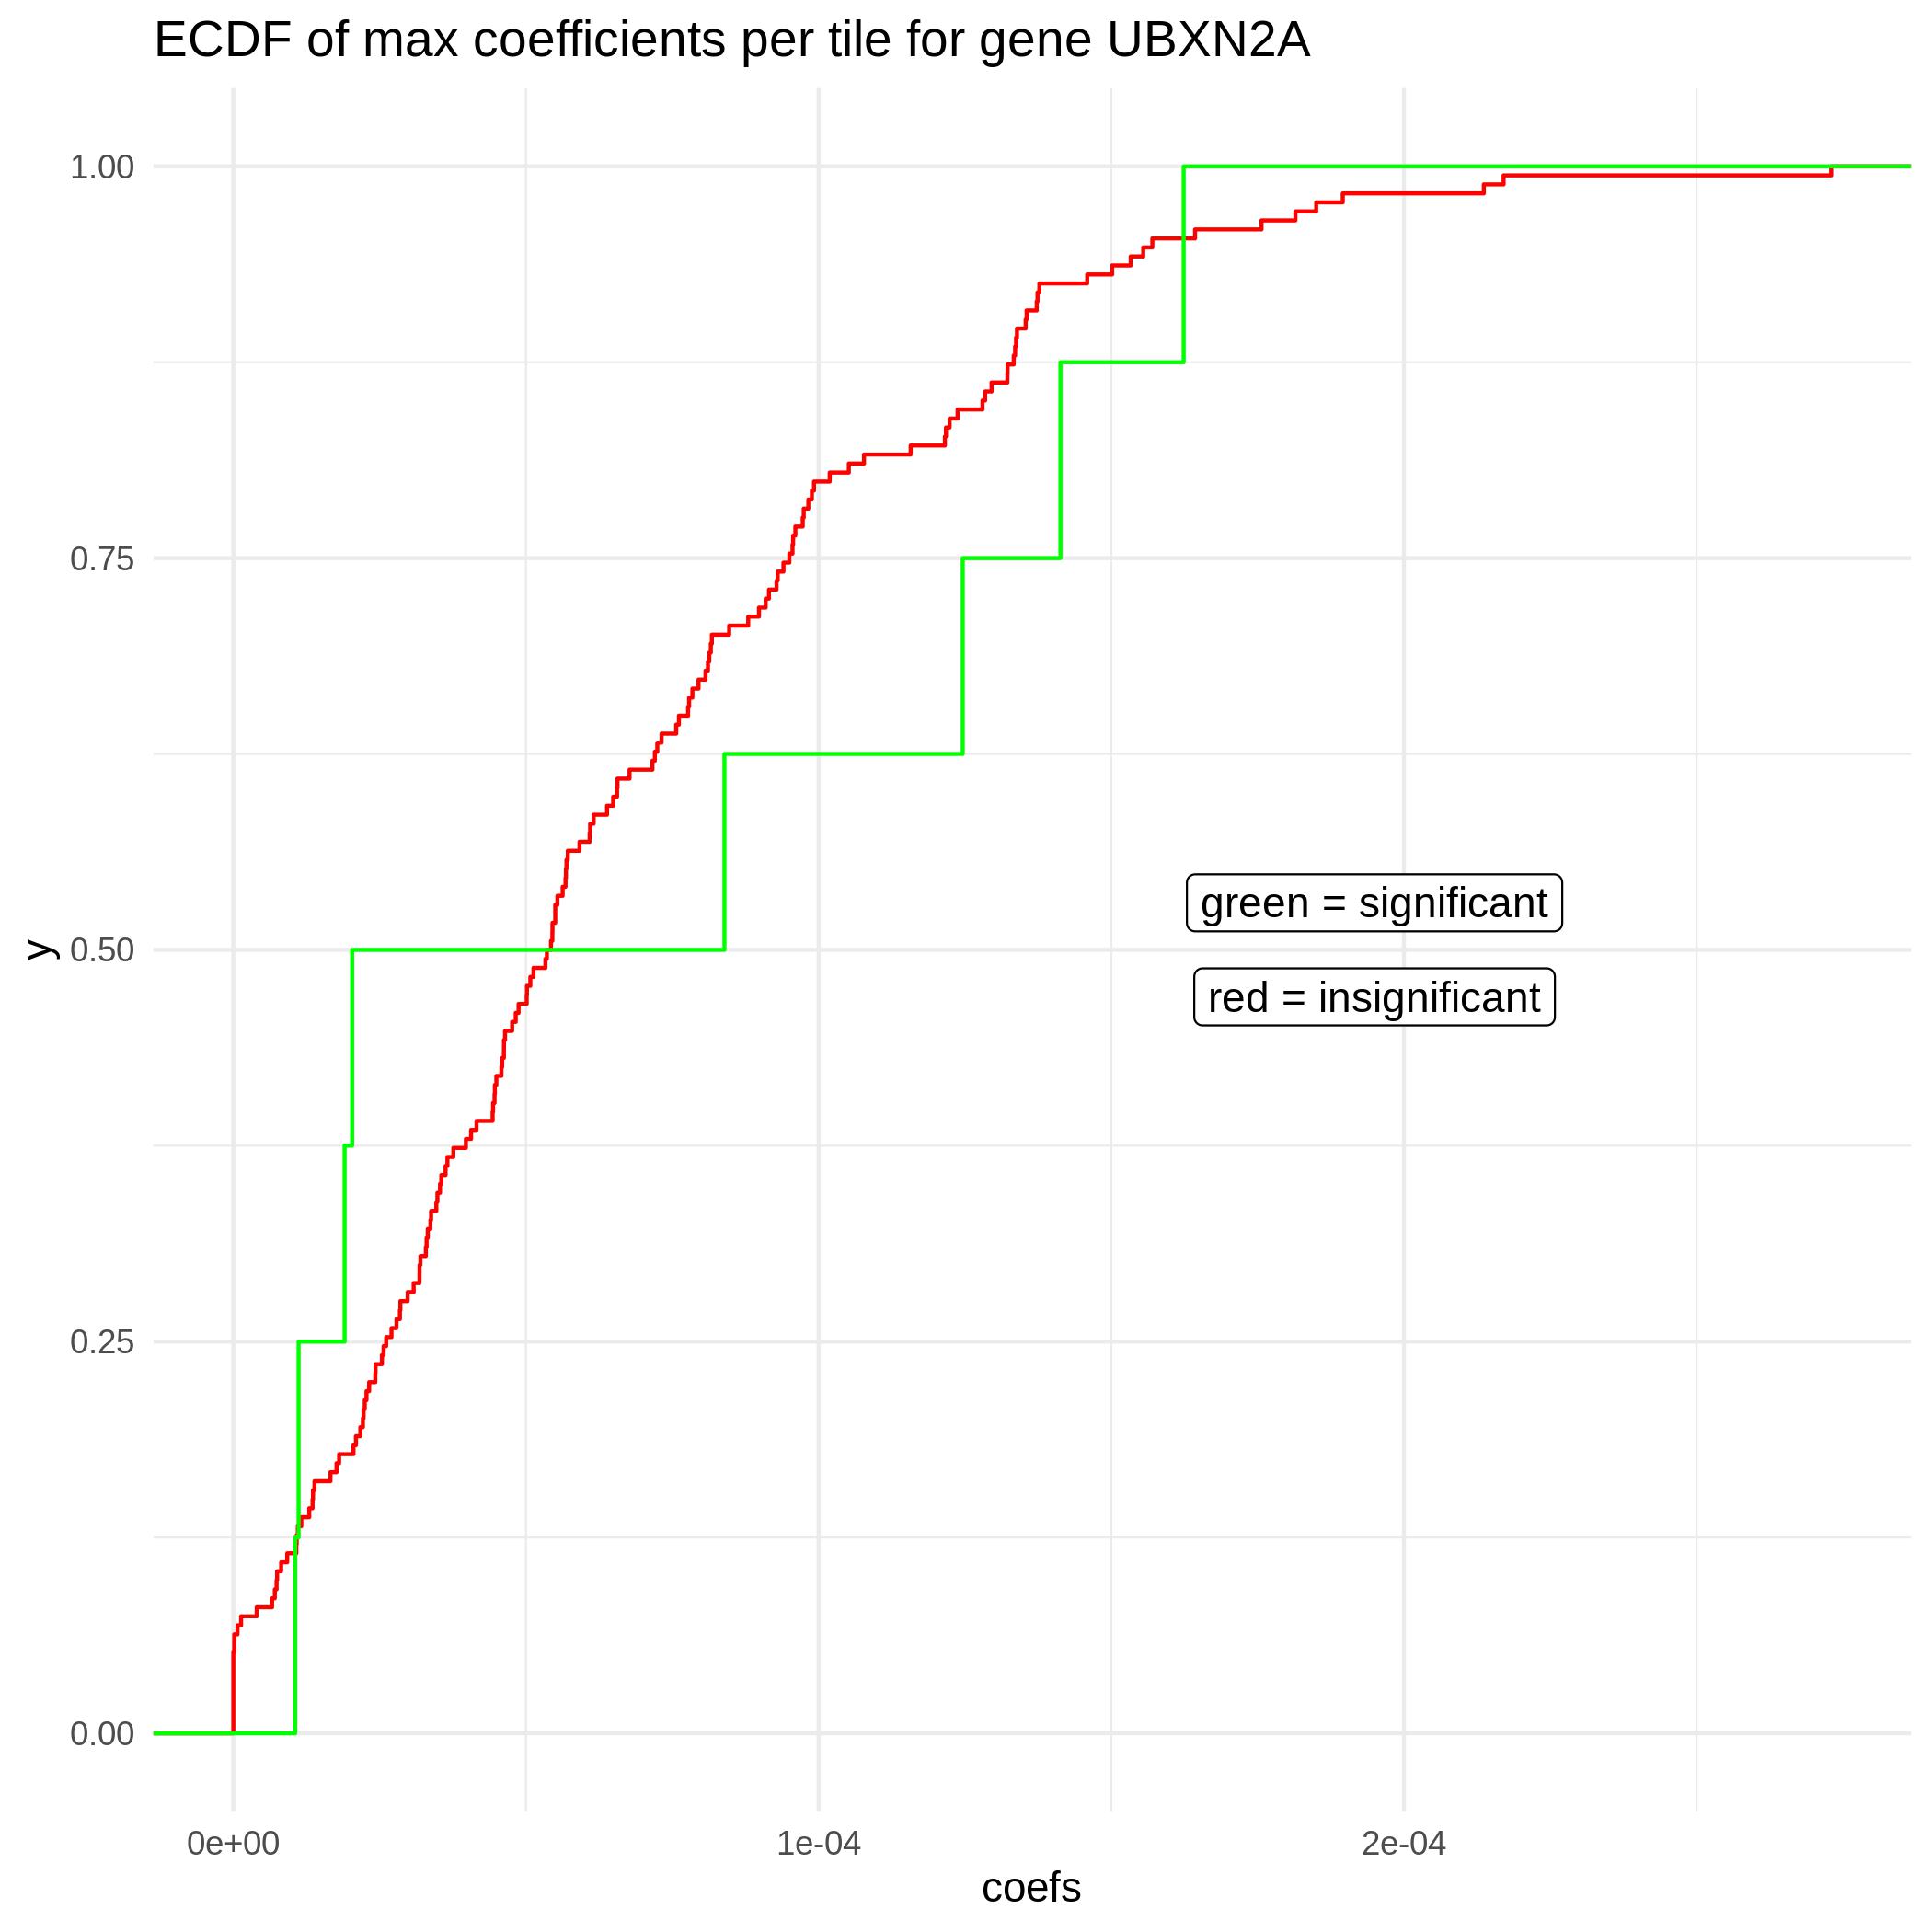 ECDF of max coefficients per tile for gene UBXN2A
1.00
0.75
y
0.50
0.25
0.00
green = significant
red = insignificant
0e+00
1e-04
2e-04
coefs